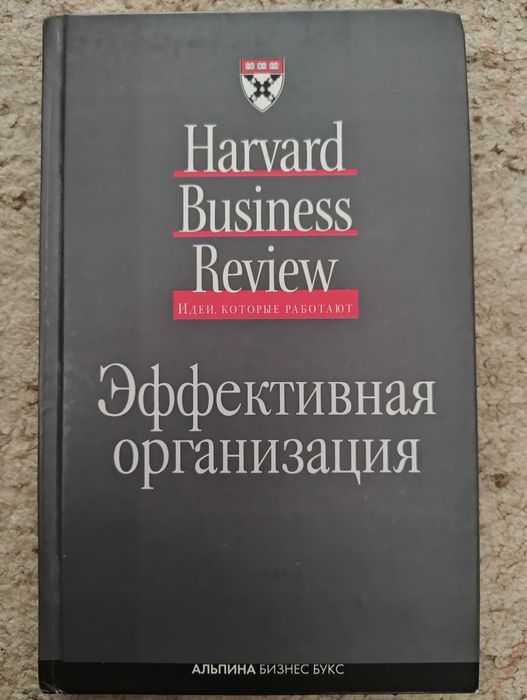 Harvard
Business
Review
Идеи, которые работают
Эффективная
организация
АЛЬПИНА БИЗНЕС БУКС